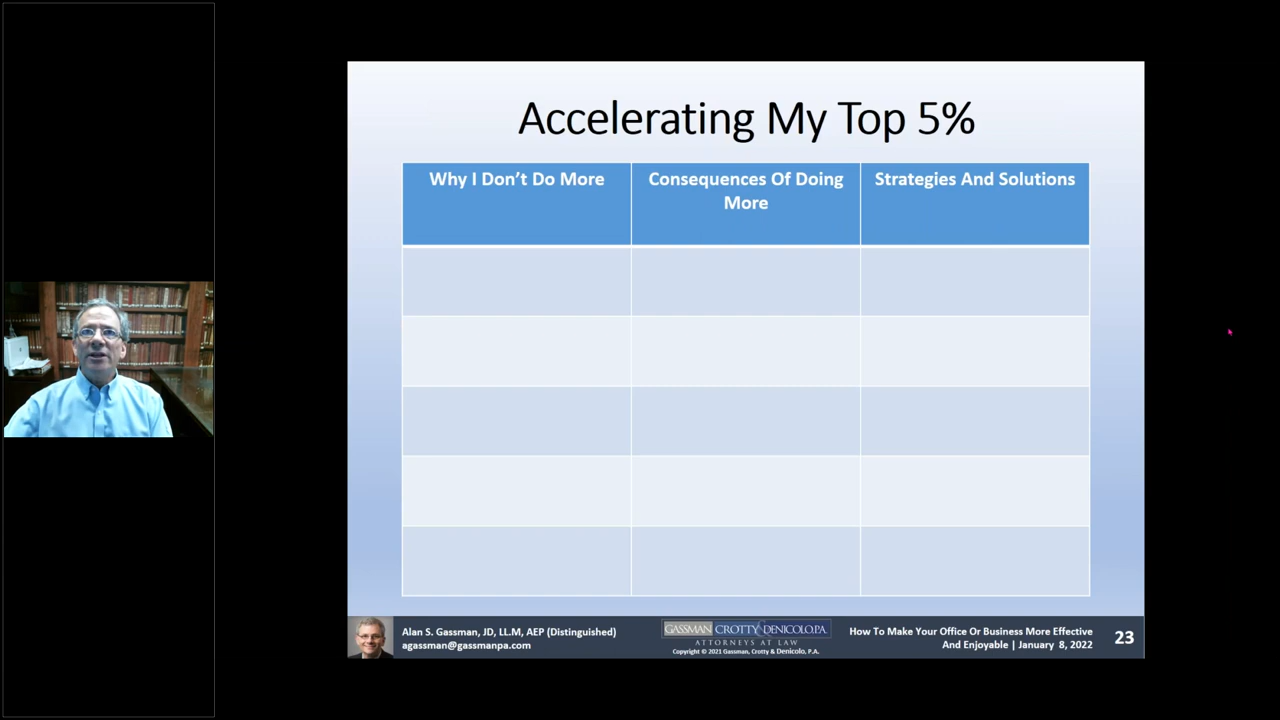 Accelerating My Top 5%
Why I Don't Do More
Consequences Of Doing
More
Strategies And Solutions
Alan S. Gassman, JD, LL.M, AEP (Distinguished)
agassman@gassmanpa.com
GASSMAN CROTTY DENICOLO, P.A.
ATTORNEYS AT LAW
Copyright © 2021 Gassman, Crotty & Denicolo, P.A.
How To Make Your Office Or Business More Effective
And Enjoyable | January 8, 2022
23